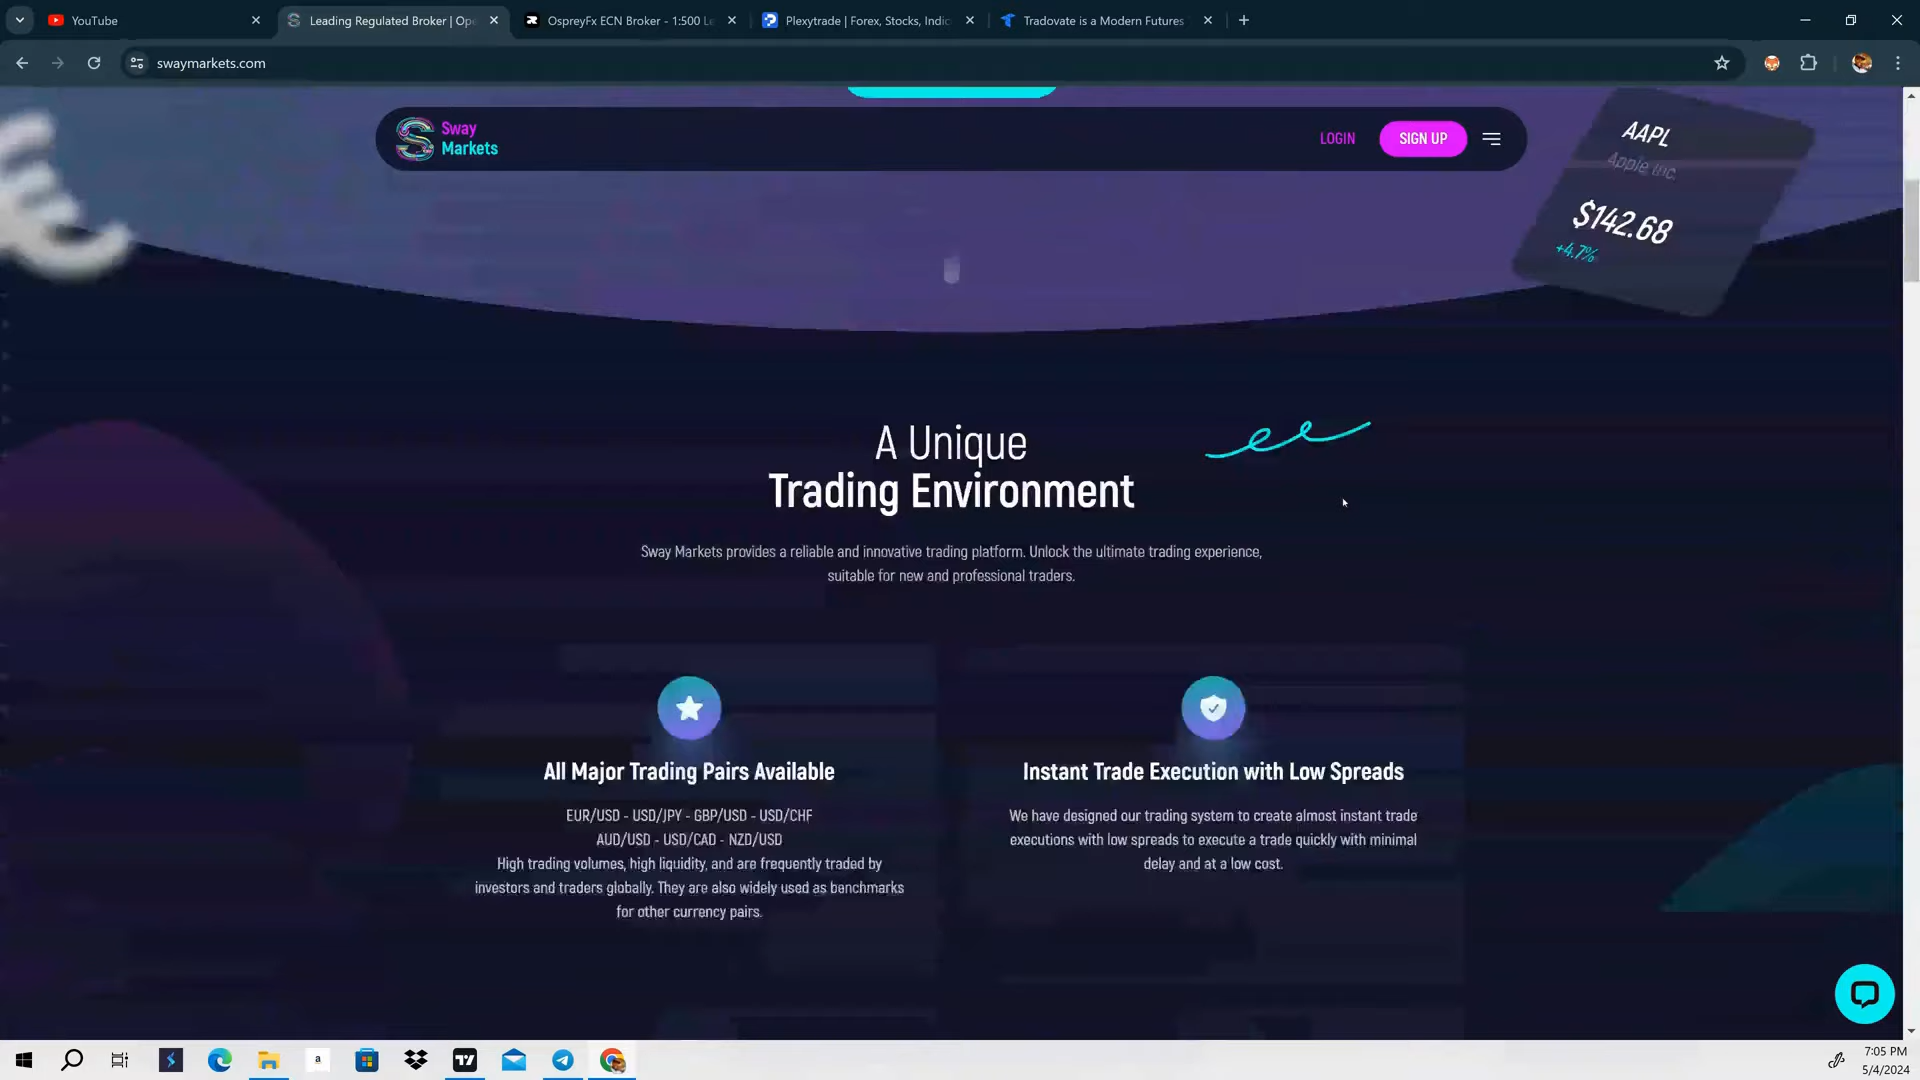 YouTube
Leading Regulated Broker | Ope
OspreyFx ECN Broker - 1:500 Le
Plexytrade | Forex, Stocks, Indic
Tradovate is a Modern Futures
swaymarkets.com
Sway
Markets
LOGIN
SIGN UP
AAPL
Apple Inc.
$142.68
+4.7%
A Unique
Trading Environment
Sway Markets provides a reliable and innovative trading platform. Unlock the ultimate trading experience,
suitable for new and professional traders.
All Major Trading Pairs Available
EUR/USD - USD/JPY - GBP/USD - USD/CHF
AUD/USD - USD/CAD - NZD/USD
High trading volumes, high liquidity, and are frequently traded by
investors and traders globally. They are also widely used as benchmarks
for other currency pairs.
Instant Trade Execution with Low Spreads
We have designed our trading system to create almost instant trade
executions with low spreads to execute a trade quickly with minimal
delay and at a low cost.
7:05 PM
5/4/2024